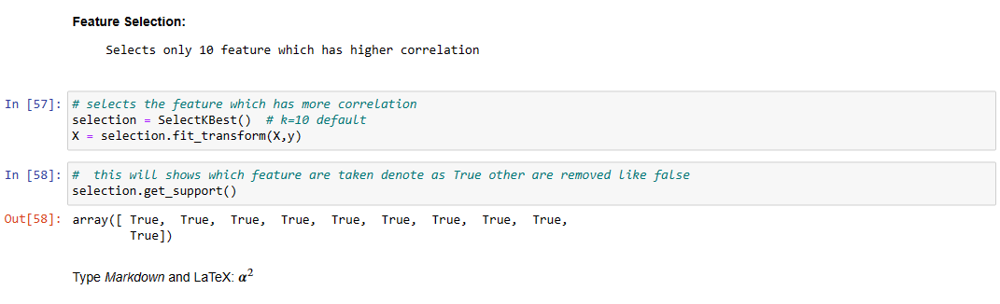 Feature Selection:
Selects only 10 feature which has higher correlation
In [57]: # selects the feature which has more correlation
selection = SelectKBest()  # k=10 default
X = selection.fit_transform(X,y)
In [58]: #  this will shows which feature are taken denote as True other are removed like false
selection.get_support()
Out[58]: array([ True,  True,  True,  True,  True,  True,  True,  True,  True,
True])
Type Markdown and LaTeX: α²